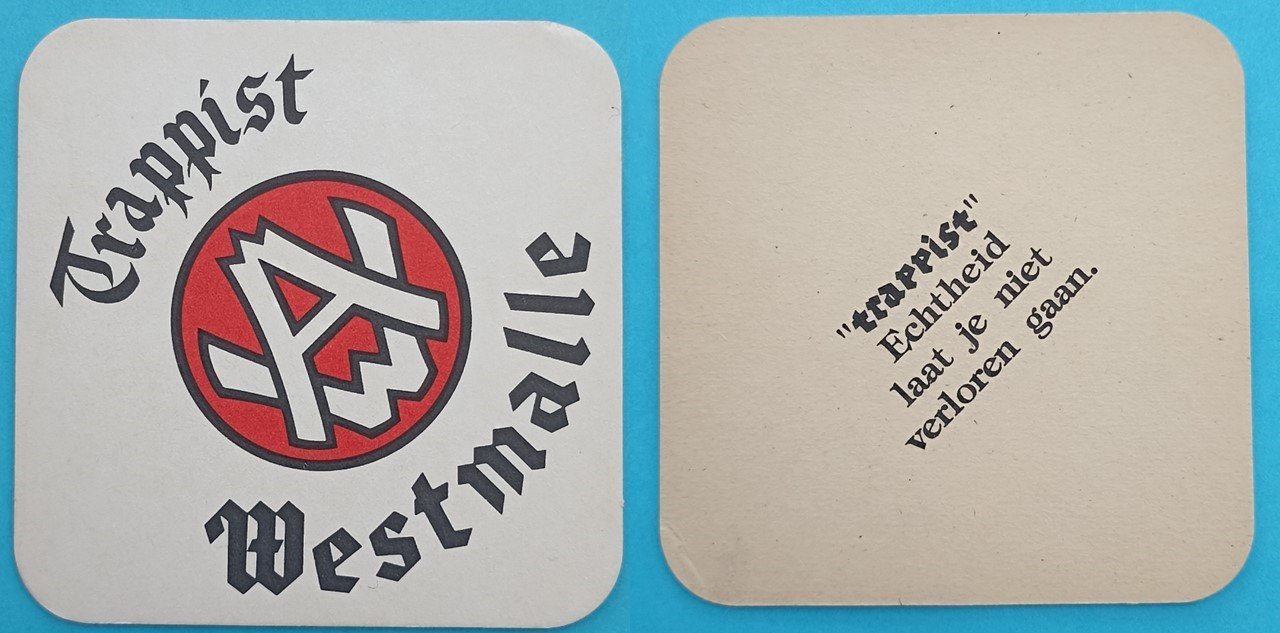 Trappist
Westmalle
"trappist"
Echtheid
laat je niet
verloren gaan.